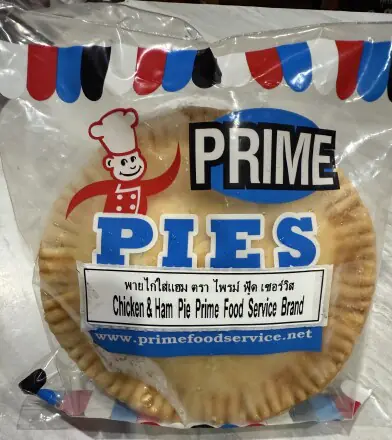 PRIME
PIES
พายไก่ใส่แฮม ตรา ไพรม์ ฟู้ด เซอร์วิส
Chicken & Ham Pie Prime Food Service Brand
www.primefoodservice.net